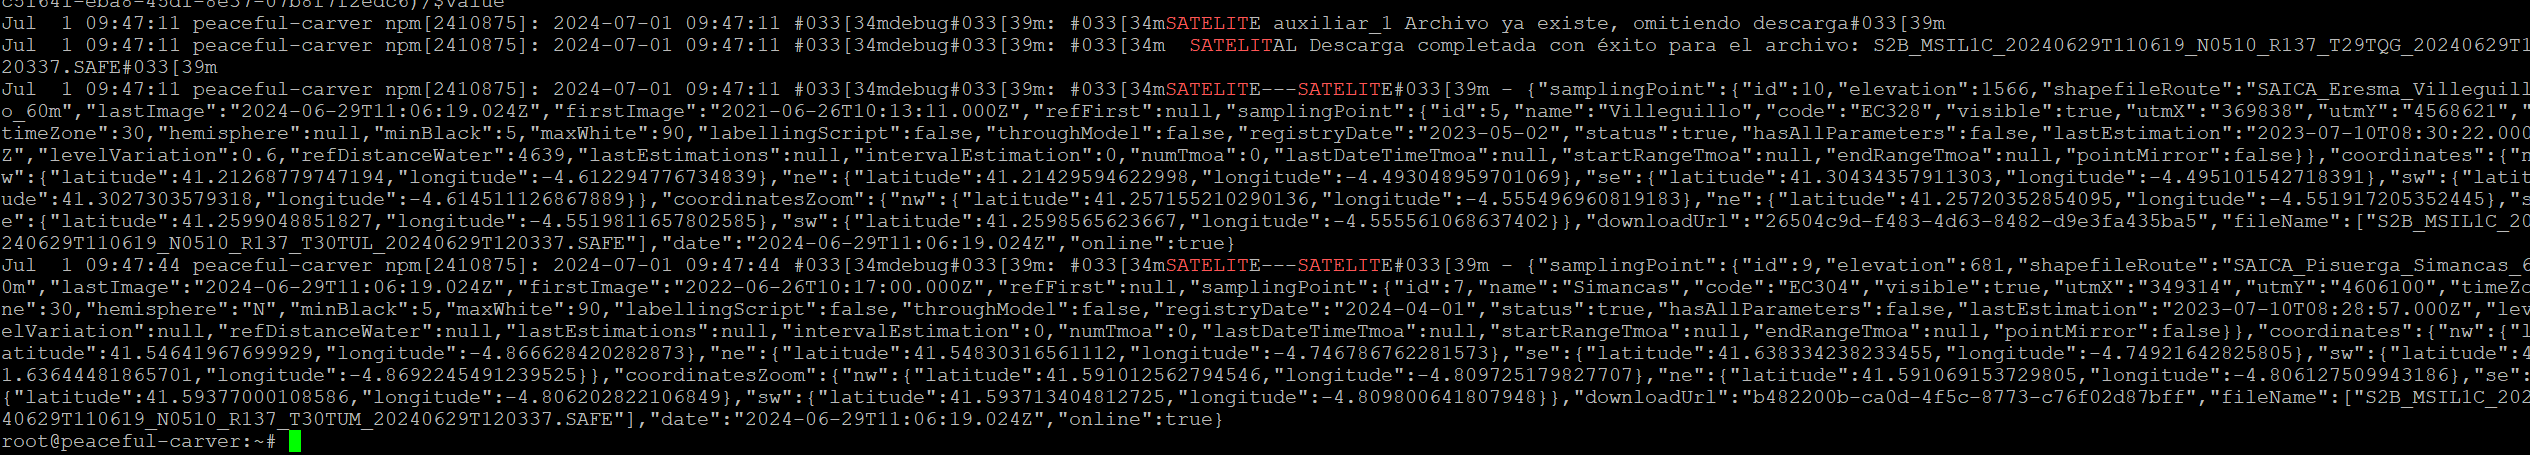 c51641-eba8-45d1-8e37-07b8f7f2edc6)/$value
Jul  1 09:47:11 peaceful-carver npm[2410875]: 2024-07-01 09:47:11 #033[34mdebug#033[39m: #033[34mSATELITE auxiliar_1 Archivo ya existe, omitiendo descarga#033[39m
Jul  1 09:47:11 peaceful-carver npm[2410875]: 2024-07-01 09:47:11 #033[34mdebug#033[39m: #033[34m  SATELITAL Descarga completada con éxito para el archivo: S2B_MSIL1C_20240629T110619_N0510_R137_T29TQG_20240629T1
20337.SAFE#033[39m
Jul  1 09:47:11 peaceful-carver npm[2410875]: 2024-07-01 09:47:11 #033[34mdebug#033[39m: #033[34mSATELITE---SATELITE#033[39m - {"samplingPoint":{"id":10,"elevation":1566,"shapefileRoute":"SAICA_Eresma_Villeguill
o_60m","lastImage":"2024-06-29T11:06:19.024Z","firstImage":"2021-06-26T10:13:11.000Z","refFirst":null,"samplingPoint":{"id":5,"name":"Villeguillo","code":"EC328","visible":true,"utmX":"369838","utmY":"4568621","
timeZone":30,"hemisphere":null,"minBlack":5,"maxWhite":90,"labellingScript":false,"throughModel":false,"registryDate":"2023-05-02","status":true,"hasAllParameters":false,"lastEstimation":"2023-07-10T08:30:22.000
Z","levelVariation":0.6,"refDistanceWater":4639,"lastEstimations":null,"intervalEstimation":0,"numTmoa":0,"lastDateTimeTmoa":null,"startRangeTmoa":null,"endRangeTmoa":null,"pointMirror":false}},"coordinates":{"n
w":{"latitude":41.21268779747194,"longitude":-4.612294776734839},"ne":{"latitude":41.21429594622998,"longitude":-4.493048959701069},"se":{"latitude":41.30434357911303,"longitude":-4.495101542718391},"sw":{"latit
ude":41.3027303579318,"longitude":-4.614511126867889}},"coordinatesZoom":{"nw":{"latitude":41.257155210290136,"longitude":-4.555496960819183},"ne":{"latitude":41.25720352854095,"longitude":-4.551917205352445},"s
e":{"latitude":41.2599048851827,"longitude":-4.5519811657802585},"sw":{"latitude":41.2598565623667,"longitude":-4.555561068637402}},"downloadUrl":"26504c9d-f483-4d63-8482-d9e3fa435ba5","fileName":["S2B_MSIL1C_20
240629T110619_N0510_R137_T30TUL_20240629T120337.SAFE"],"date":"2024-06-29T11:06:19.024Z","online":true}
Jul  1 09:47:44 peaceful-carver npm[2410875]: 2024-07-01 09:47:44 #033[34mdebug#033[39m: #033[34mSATELITE---SATELITE#033[39m - {"samplingPoint":{"id":9,"elevation":681,"shapefileRoute":"SAICA_Pisuerga_Simancas_6
0m","lastImage":"2024-06-29T11:06:19.024Z","firstImage":"2022-06-26T10:17:00.000Z","refFirst":null,"samplingPoint":{"id":7,"name":"Simancas","code":"EC304","visible":true,"utmX":"349314","utmY":"4606100","timeZo
ne":30,"hemisphere":"N","minBlack":5,"maxWhite":90,"labellingScript":false,"throughModel":false,"registryDate":"2024-04-01","status":true,"hasAllParameters":false,"lastEstimation":"2023-07-10T08:28:57.000Z","lev
elVariation":null,"refDistanceWater":null,"lastEstimations":null,"intervalEstimation":0,"numTmoa":0,"lastDateTimeTmoa":null,"startRangeTmoa":null,"endRangeTmoa":null,"pointMirror":false}},"coordinates":{"nw":{"l
atitude":41.54641967699929,"longitude":-4.866628420282873},"ne":{"latitude":41.54830316561112,"longitude":-4.746786762281573},"se":{"latitude":41.638334238233455,"longitude":-4.74921642825805},"sw":{"latitude":4
1.63644481865701,"longitude":-4.8692245491239525}},"coordinatesZoom":{"nw":{"latitude":41.591012562794546,"longitude":-4.809725179827707},"ne":{"latitude":41.591069153729805,"longitude":-4.806127509943186},"se":
{"latitude":41.59377000108586,"longitude":-4.806202822106849},"sw":{"latitude":41.593713404812725,"longitude":-4.809800641807948}},"downloadUrl":"b482200b-ca0d-4f5c-8773-c76f02d87bff","fileName":["S2B_MSIL1C_202
40629T110619_N0510_R137_T30TUM_20240629T120337.SAFE"],"date":"2024-06-29T11:06:19.024Z","online":true}
root@peaceful-carver:~#